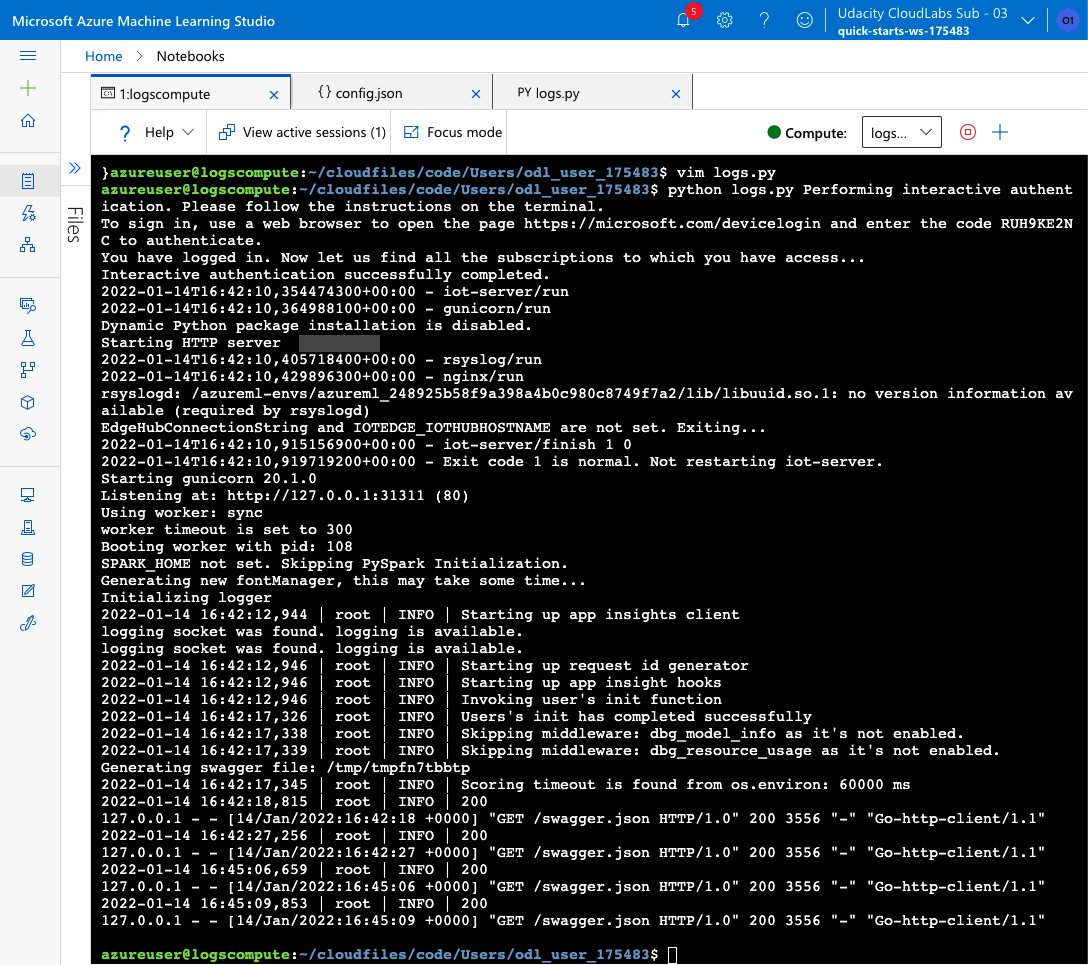 Microsoft Azure Machine Learning Studio
5
?
Udacity CloudLabs Sub - 03
quick-starts-ws-175483
O1
Home > Notebooks
1:logscompute ×
{} config.json ×
PY logs.py ×
? Help
View active sessions (1)
Focus mode
Compute:
logs...
Files
}azureuser@logscompute:~/cloudfiles/code/Users/odl_user_175483$ vim logs.py
azureuser@logscompute:~/cloudfiles/code/Users/odl_user_175483$ python logs.py Performing interactive authent
ication. Please follow the instructions on the terminal.
To sign in, use a web browser to open the page https://microsoft.com/devicelogin and enter the code RUH9KE2N
C to authenticate.
You have logged in. Now let us find all the subscriptions to which you have access...
Interactive authentication successfully completed.
2022-01-14T16:42:10,354474300+00:00 - iot-server/run
2022-01-14T16:42:10,364988100+00:00 - gunicorn/run
Dynamic Python package installation is disabled.
Starting HTTP server
2022-01-14T16:42:10,405718400+00:00 - rsyslog/run
2022-01-14T16:42:10,429896300+00:00 - nginx/run
rsyslogd: /azureml-envs/azureml_248925b58f9a398a4b0c980c8749f7a2/lib/libuuid.so.1: no version information av
ailable (required by rsyslogd)
EdgeHubConnectionString and IOTEDGE_IOTHUBHOSTNAME are not set. Exiting...
2022-01-14T16:42:10,915156900+00:00 - iot-server/finish 1 0
2022-01-14T16:42:10,919719200+00:00 - Exit code 1 is normal. Not restarting iot-server.
Starting gunicorn 20.1.0
Listening at: http://127.0.0.1:31311 (80)
Using worker: sync
worker timeout is set to 300
Booting worker with pid: 108
SPARK_HOME not set. Skipping PySpark Initialization.
Generating new fontManager, this may take some time...
Initializing logger
2022-01-14 16:42:12,944 | root | INFO | Starting up app insights client
logging socket was found. logging is available.
logging socket was found. logging is available.
2022-01-14 16:42:12,946 | root | INFO | Starting up request id generator
2022-01-14 16:42:12,946 | root | INFO | Starting up app insight hooks
2022-01-14 16:42:12,946 | root | INFO | Invoking user's init function
2022-01-14 16:42:17,326 | root | INFO | Users's init has completed successfully
2022-01-14 16:42:17,338 | root | INFO | Skipping middleware: dbg_model_info as it's not enabled.
2022-01-14 16:42:17,339 | root | INFO | Skipping middleware: dbg_resource_usage as it's not enabled.
Generating swagger file: /tmp/tmpfn7tbbtp
2022-01-14 16:42:17,345 | root | INFO | Scoring timeout is found from os.environ: 60000 ms
2022-01-14 16:42:18,815 | root | INFO | 200
127.0.0.1 - - [14/Jan/2022:16:42:18 +0000] "GET /swagger.json HTTP/1.0" 200 3556 "-" "Go-http-client/1.1"
2022-01-14 16:42:27,256 | root | INFO | 200
127.0.0.1 - - [14/Jan/2022:16:42:27 +0000] "GET /swagger.json HTTP/1.0" 200 3556 "-" "Go-http-client/1.1"
2022-01-14 16:45:06,659 | root | INFO | 200
127.0.0.1 - - [14/Jan/2022:16:45:06 +0000] "GET /swagger.json HTTP/1.0" 200 3556 "-" "Go-http-client/1.1"
2022-01-14 16:45:09,853 | root | INFO | 200
127.0.0.1 - - [14/Jan/2022:16:45:09 +0000] "GET /swagger.json HTTP/1.0" 200 3556 "-" "Go-http-client/1.1"
azureuser@logscompute:~/cloudfiles/code/Users/odl_user_175483$